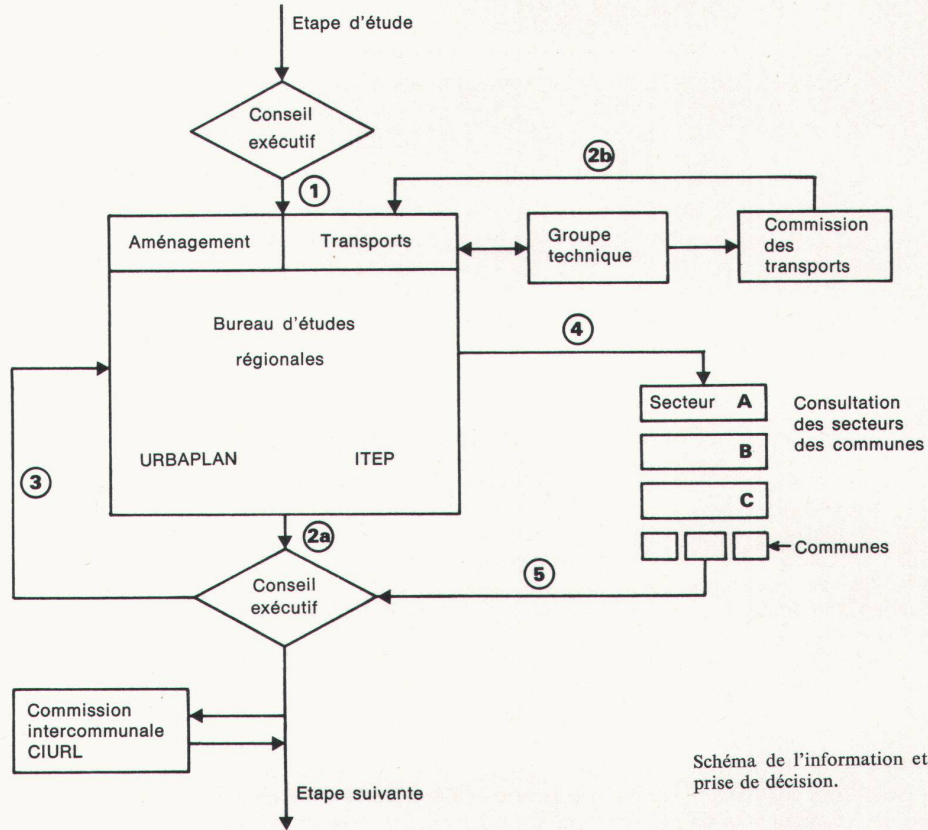 Etape d'étude
Conseil
exécutif
1
2b
Aménagement
Transports
Groupe
technique
Commission
des
transports
Bureau d'études
régionales
4
Secteur A
Consultation
des secteurs
des communes
B
URBAPLAN
ITEP
3
C
2a
Communes
Conseil
exécutif
5
Commission
intercommunale
CIURL
Schéma de l'information et
prise de décision.
Etape suivante